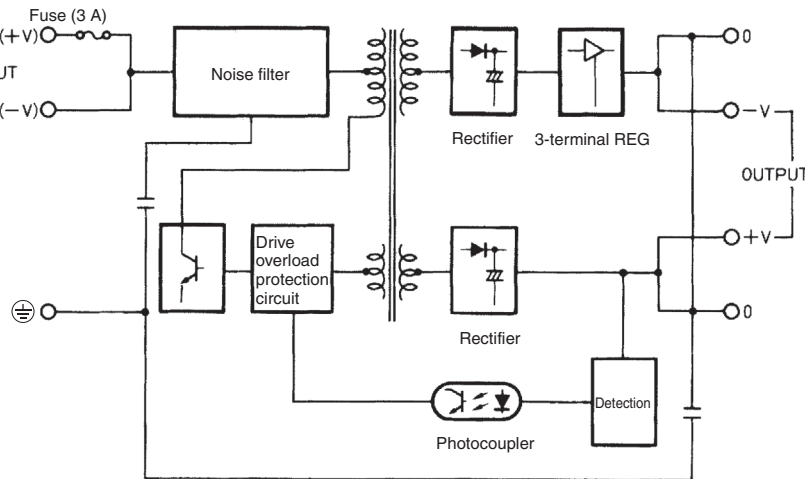 Fuse (3 A)
(+V)
UT
(−V)
Noise filter
Rectifier
3-terminal REG
0
−V
OUTPUT
+V
0
Drive
overload
protection
circuit
Rectifier
Detection
Photocoupler